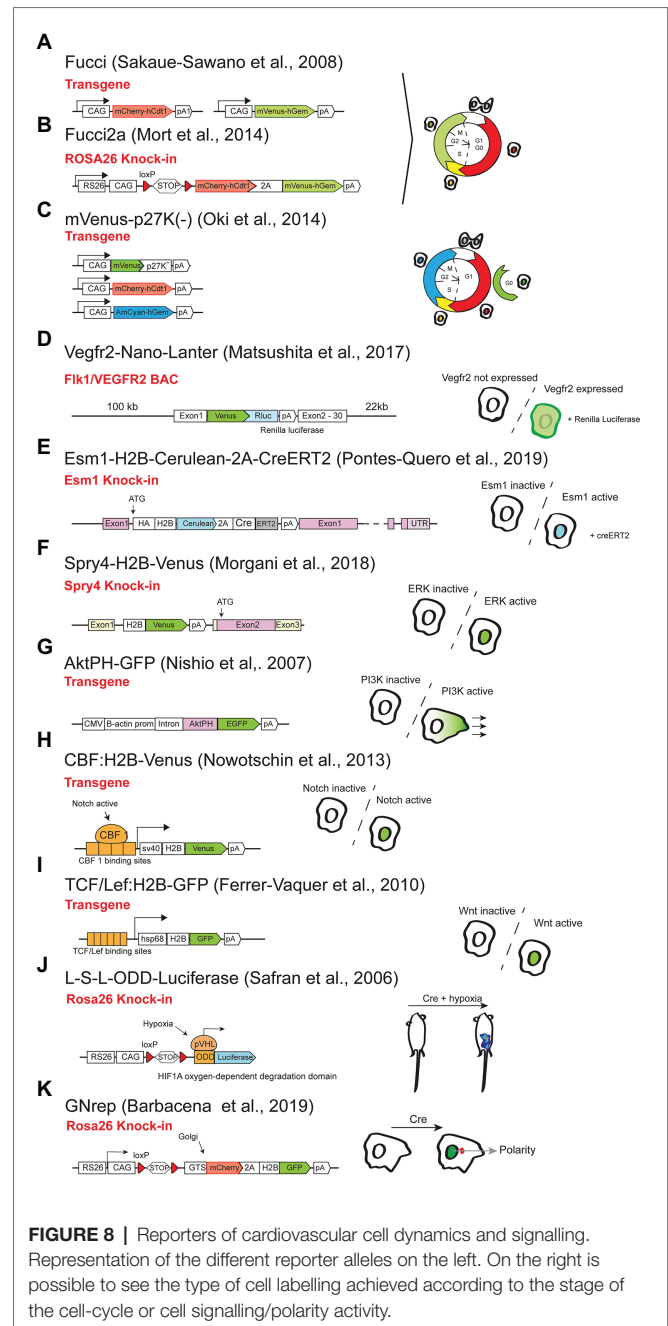 A
Fucci (Sakaue-Sawano et al., 2008)
Transgene
CAG mCherry-hCdt1 pA1 CAG mVenus-hGem pA
M G2 S G1 G0
B
Fucci2a (Mort et al., 2014)
ROSA26 Knock-in
loxP
RS26 CAG STOP mCherry-hCdt1 2A mVenus-hGem pA
C
mVenus-p27K(-) (Oki et al., 2014)
Transgene
CAG mVenus p27K⁻ pA
CAG mCherry-hCdt1 pA
CAG AmCyan-hGem pA
M G2 S G1 G0
D
Vegfr2-Nano-Lanter (Matsushita et al., 2017)
Flk1/VEGFR2 BAC
100 kb 22kb
Exon1 Venus Rluc pA Exon2 - 30
Renilla luciferase
Vegfr2 not expressed
Vegfr2 expressed
+ Renilla Luciferase
E
Esm1-H2B-Cerulean-2A-CreERT2 (Pontes-Quero et al., 2019)
Esm1 Knock-in
ATG
Exon1 HA H2B Cerulean 2A Cre ERT2 pA Exon1 UTR
Esm1 inactive
Esm1 active
+ creERT2
F
Spry4-H2B-Venus (Morgani et al., 2018)
Spry4 Knock-in
ATG
Exon1 H2B Venus pA Exon2 Exon3
ERK inactive
ERK active
G
AktPH-GFP (Nishio et al,. 2007)
Transgene
CMV B-actin prom Intron AktPH EGFP pA
PI3K inactive
PI3K active
H
CBF:H2B-Venus (Nowotschin et al., 2013)
Transgene
Notch active
CBF 1
sv40 H2B Venus pA
CBF 1 binding sites
Notch inactive
Notch active
I
TCF/Lef:H2B-GFP (Ferrer-Vaquer et al., 2010)
Transgene
hsp68 H2B GFP pA
TCF/Lef binding sites
Wnt inactive
Wnt active
J
L-S-L-ODD-Luciferase (Safran et al., 2006)
Rosa26 Knock-in
Hypoxia
loxP pVHL
RS26 CAG STOP ODD Luciferase
HIF1A oxygen-dependent degradation domain
Cre + hypoxia
K
GNrep (Barbacena et al., 2019)
Rosa26 Knock-in
Golgi
loxP
RS26 CAG STOP GTS mCherry 2A H2B GFP pA
Cre
Polarity
FIGURE 8 | Reporters of cardiovascular cell dynamics and signalling.
Representation of the different reporter alleles on the left. On the right is
possible to see the type of cell labelling achieved according to the stage of
the cell-cycle or cell signalling/polarity activity.